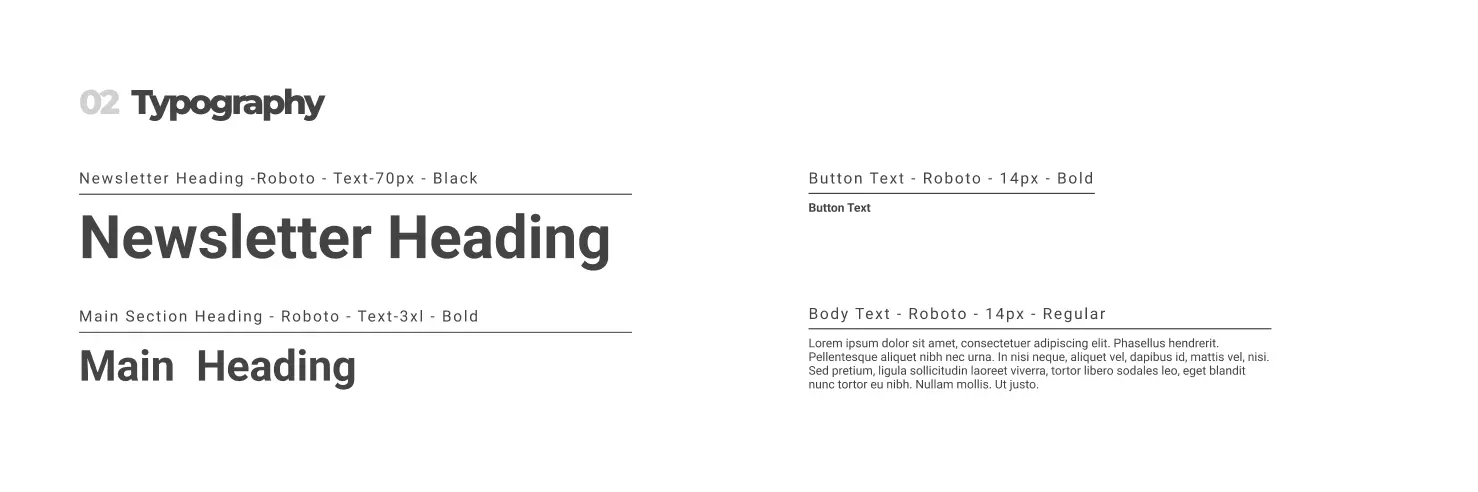 02 Typography
Newsletter Heading -Roboto - Text-70px - Black
Newsletter Heading
Main Section Heading - Roboto - Text-3xl - Bold
Main Heading
Button Text - Roboto - 14px - Bold
Button Text
Body Text - Roboto - 14px - Regular
Lorem ipsum dolor sit amet, consectetuer adipiscing elit. Phasellus hendrerit.
Pellentesque aliquet nibh nec urna. In nisi neque, aliquet vel, dapibus id, mattis vel, nisi.
Sed pretium, ligula sollicitudin laoreet viverra, tortor libero sodales leo, eget blandit
nunc tortor eu nibh. Nullam mollis. Ut justo.